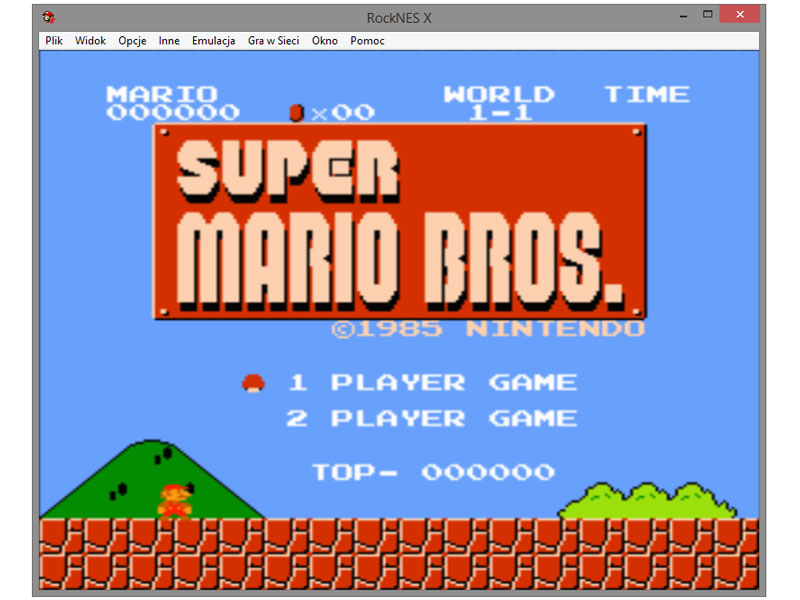 RockNES X
Plik Widok Opcje Inne Emulacja Gra w Sieci Okno Pomoc
MARIO WORLD TIME
000000 ×00 1-1
SUPER
MARIO BROS.
©1985 NINTENDO
1 PLAYER GAME
2 PLAYER GAME
TOP- 000000